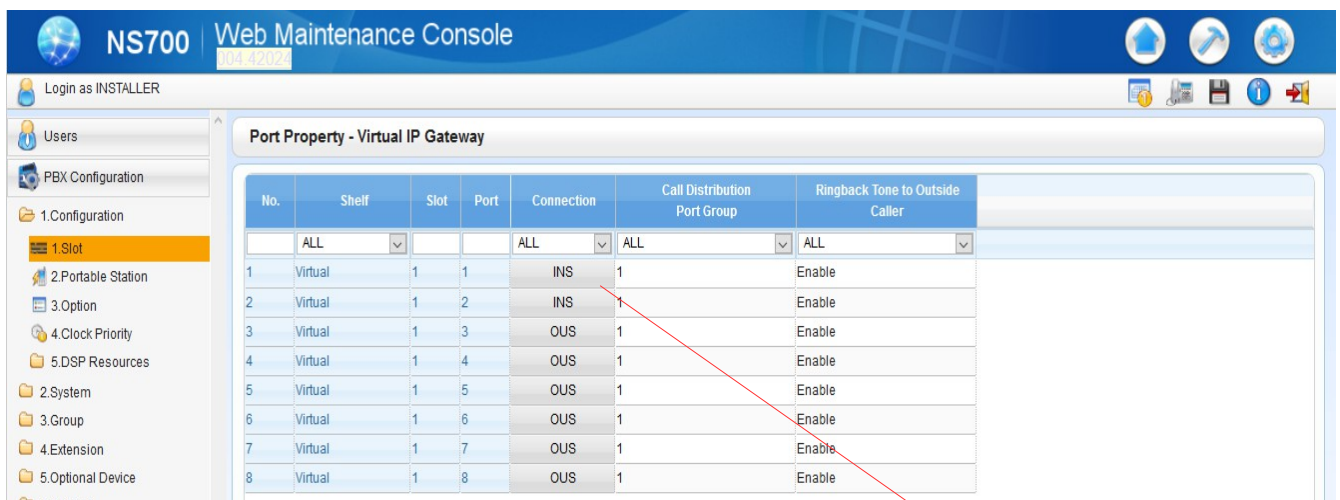 NS700 Web Maintenance Console
004.42024
Login as INSTALLER
Users
PBX Configuration
1.Configuration
1.Slot
2.Portable Station
3.Option
4.Clock Priority
5.DSP Resources
2.System
3.Group
4.Extension
5.Optional Device
Port Property - Virtual IP Gateway
No. Shelf Slot Port Connection Call Distribution Port Group Ringback Tone to Outside Caller
ALL ALL ALL ALL
1 Virtual 1 1 INS 1 Enable
2 Virtual 1 2 INS 1 Enable
3 Virtual 1 3 OUS 1 Enable
4 Virtual 1 4 OUS 1 Enable
5 Virtual 1 5 OUS 1 Enable
6 Virtual 1 6 OUS 1 Enable
7 Virtual 1 7 OUS 1 Enable
8 Virtual 1 8 OUS 1 Enable